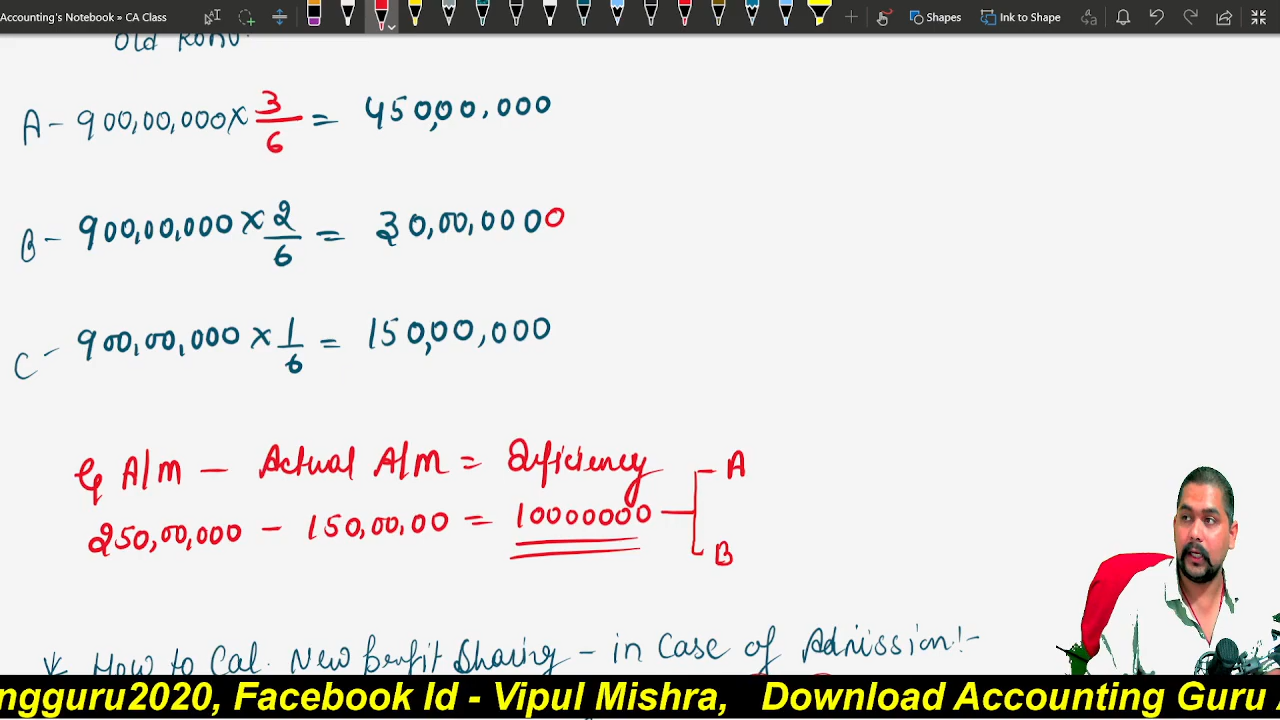 Accounting's Notebook » CA Class
Shapes
Ink to Shape
Old
A - 900,00,000 × 3/6 = 450,00,000
B - 900,00,000 × 2/6 = 30,00,0000
C - 900,00,000 × 1/6 = 150,00,000
G A/m - Actual A/m = Deficiency
250,00,000 - 150,00,00 = 10000000
A
B
* How to Cal. New Profit Sharing - in Case of Admission:-
ngguru2020, Facebook Id - Vipul Mishra, Download Accounting Guru